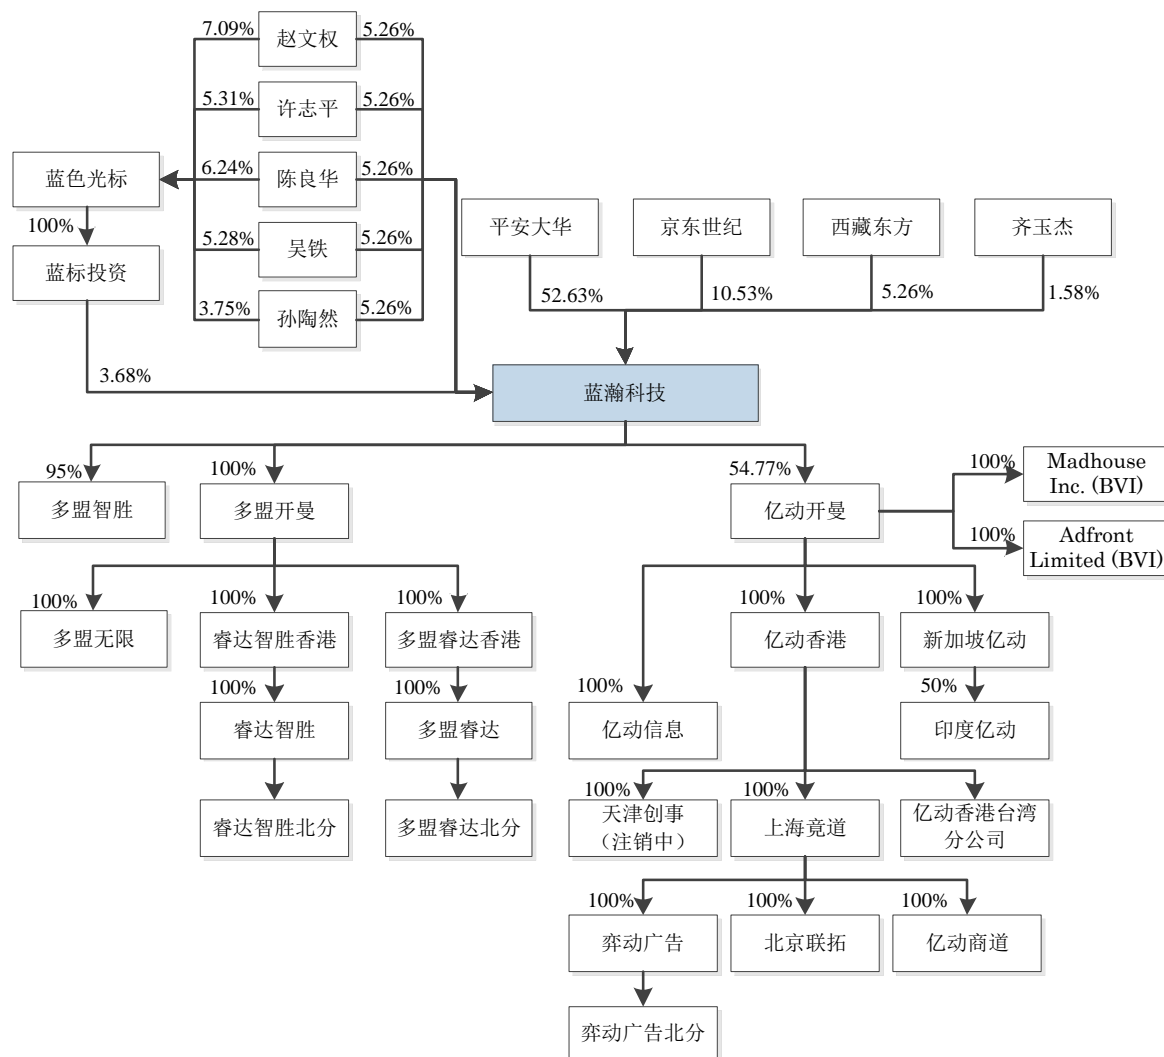 7.09%
赵文权
5.26%
5.31%
许志平
5.26%
蓝色光标
6.24%
陈良华
5.26%
平安大华
京东世纪
西藏东方
齐玉杰
100%
5.28%
吴铁
5.26%
蓝标投资
52.63%
10.53%
5.26%
1.58%
3.75%
孙陶然
5.26%
3.68%
蓝瀚科技
95%
100%
54.77%
100%
Madhouse
Inc. (BVI)
多盟智胜
多盟开曼
亿动开曼
100%
Adfront
Limited (BVI)
100%
100%
100%
100%
100%
多盟无限
睿达智胜香港
多盟睿达香港
亿动香港
新加坡亿动
100%
100%
100%
50%
睿达智胜
多盟睿达
亿动信息
印度亿动
100%
100%
睿达智胜北分
多盟睿达北分
天津创事
（注销中）
上海竟道
亿动香港台湾
分公司
100%
100%
100%
弈动广告
北京联拓
亿动商道
弈动广告北分